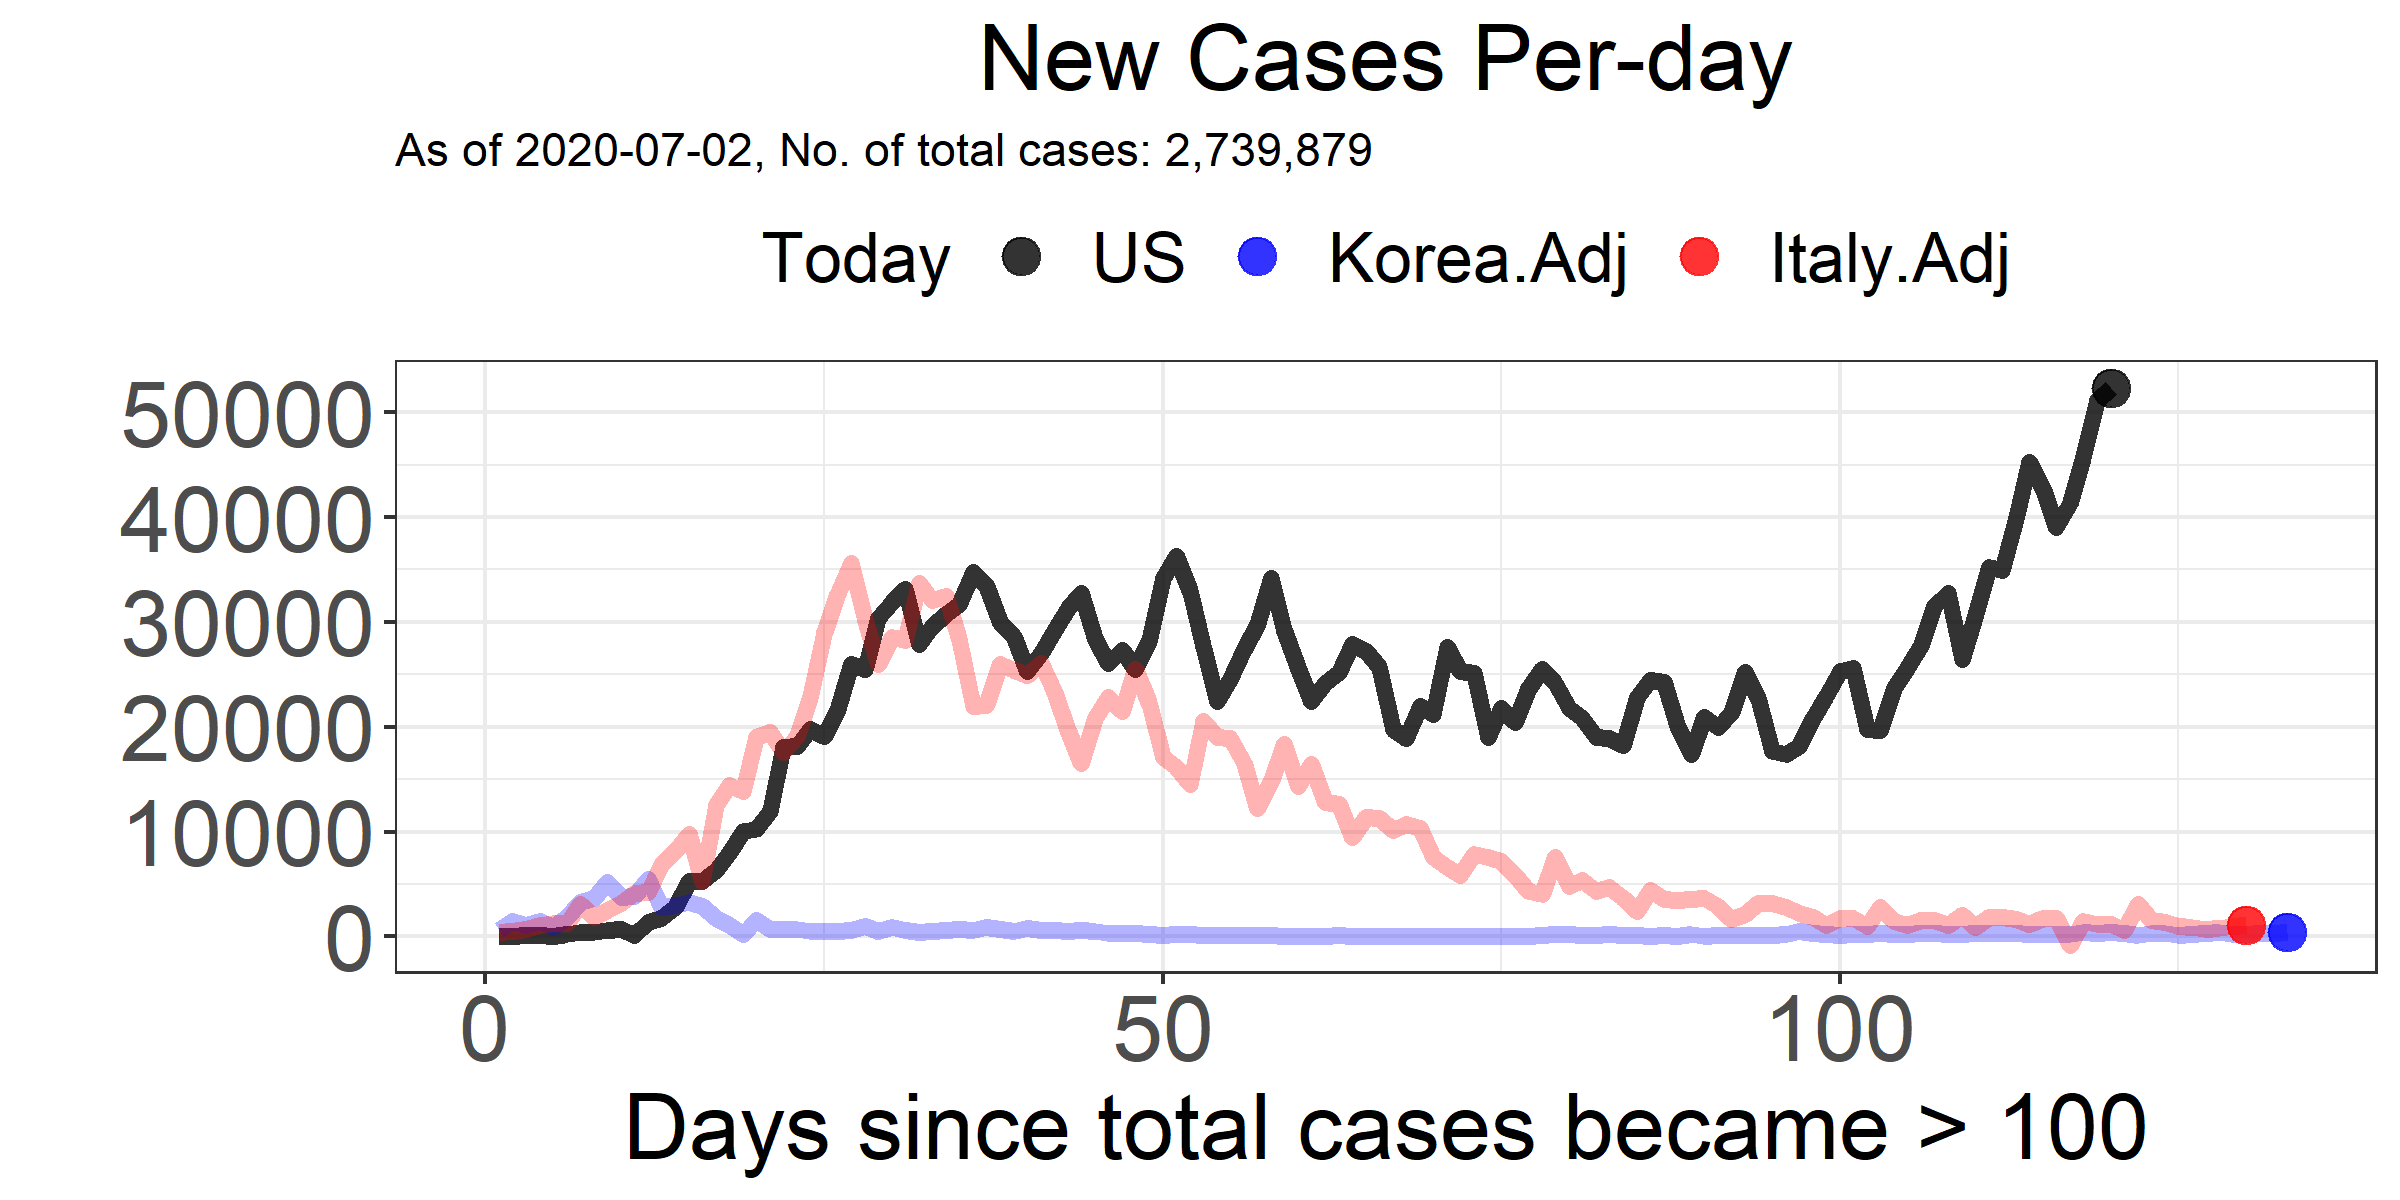 New Cases Per-day
As of 2020-07-02, No. of total cases: 2,739,879
Today US Korea.Adj Italy.Adj
50000
40000
30000
20000
10000
0
0 50 100
Days since total cases became > 100